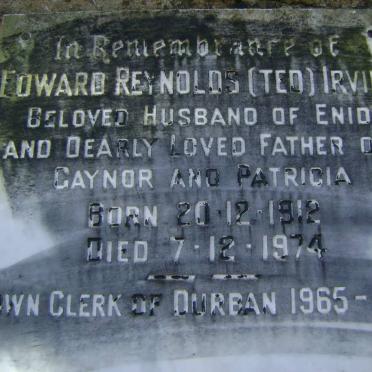 In Remembrance of
Edward Reynolds (Ted) Irvi
Beloved Husband of Enid
and Dearly Loved Father o
Gaynor and Patricia
Born 20·12·1912
Died 7·12·1974
wn Clerk of Durban 1965-